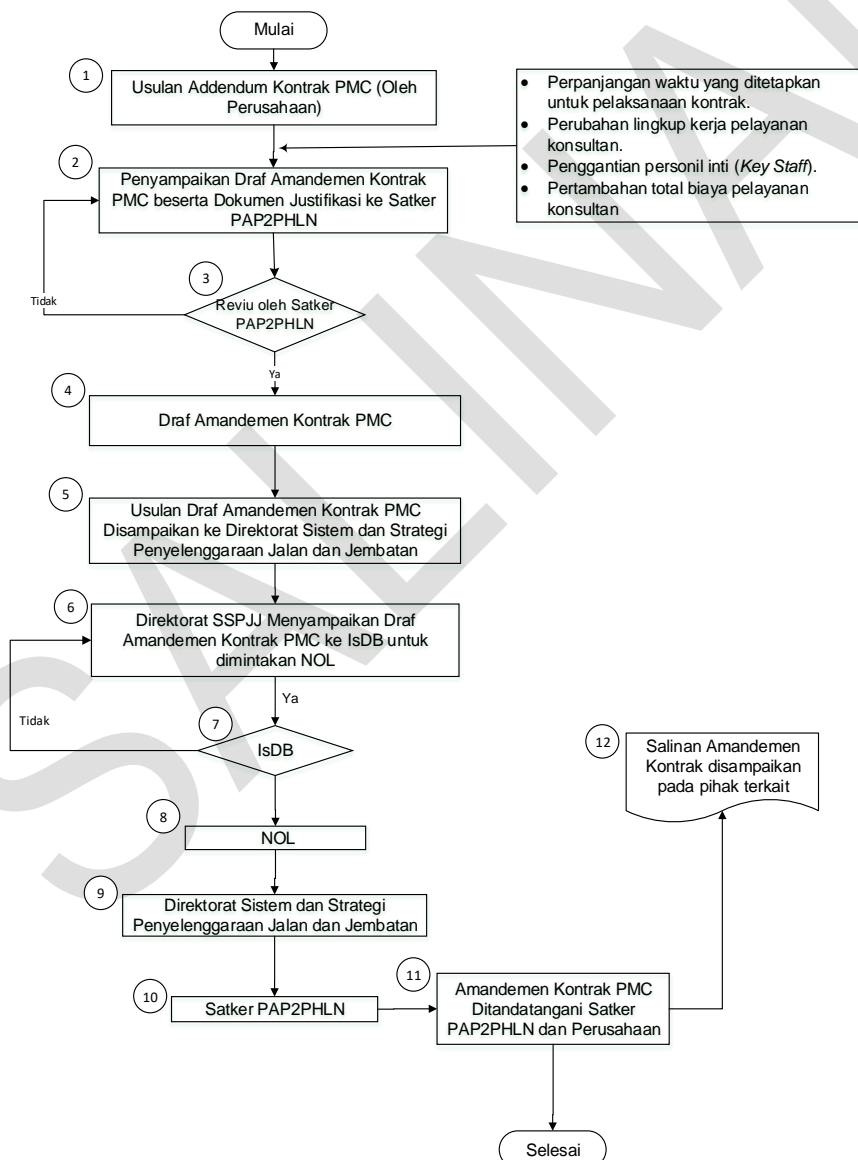 Mulai
1
Usulan Addendum Kontrak PMC (Oleh
Perusahaan)
• Perpanjangan waktu yang ditetapkan
untuk pelaksanaan kontrak.
• Perubahan lingkup kerja pelayanan
konsultan.
• Penggantian personil inti (Key Staff).
• Pertambahan total biaya pelayanan
konsultan
2
Penyampaikan Draf Amandemen Kontrak
PMC beserta Dokumen Justifikasi ke Satker
PAP2PHLN
3
Reviu oleh Satker
PAP2PHLN
Tidak
Ya
4
Draf Amandemen Kontrak PMC
5
Usulan Draf Amandemen Kontrak PMC
Disampaikan ke Direktorat Sistem dan Strategi
Penyelenggaraan Jalan dan Jembatan
6
Direktorat SSPJJ Menyampaikan Draf
Amandemen Kontrak PMC ke IsDB untuk
dimintakan NOL
Ya
Tidak
7
IsDB
8
NOL
9
Direktorat Sistem dan Strategi
Penyelenggaraan Jalan dan Jembatan
10
Satker PAP2PHLN
11
Amandemen Kontrak PMC
Ditandatangani Satker
PAP2PHLN dan Perusahaan
12
Salinan Amandemen
Kontrak disampaikan
pada pihak terkait
Selesai
SALINAN